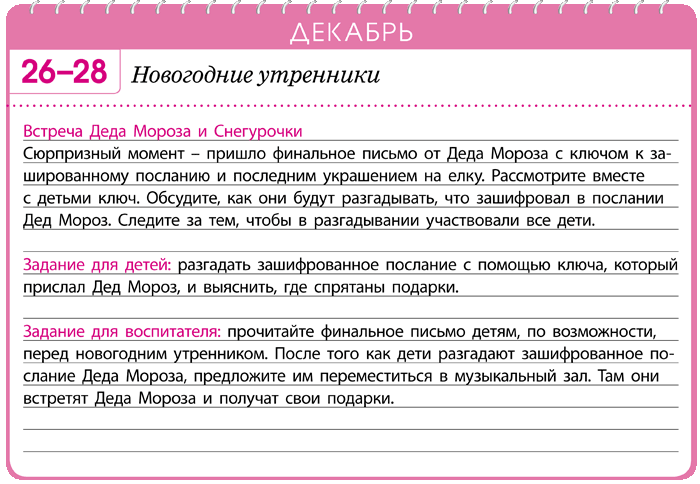 ДЕКАБРЬ
26–28
Новогодние утренники
Встреча Деда Мороза и Снегурочки
Сюрпризный момент – пришло финальное письмо от Деда Мороза с ключом к за-
шированному посланию и последним украшением на елку. Рассмотрите вместе
с детьми ключ. Обсудите, как они будут разгадывать, что зашифровал в послании
Дед Мороз. Следите за тем, чтобы в разгадывании участвовали все дети.
Задание для детей: разгадать зашифрованное послание с помощью ключа, который
прислал Дед Мороз, и выяснить, где спрятаны подарки.
Задание для воспитателя: прочитайте финальное письмо детям, по возможности,
перед новогодним утренником. После того как дети разгадают зашифрованное по-
слание Деда Мороза, предложите им переместиться в музыкальный зал. Там они
встретят Деда Мороза и получат свои подарки.